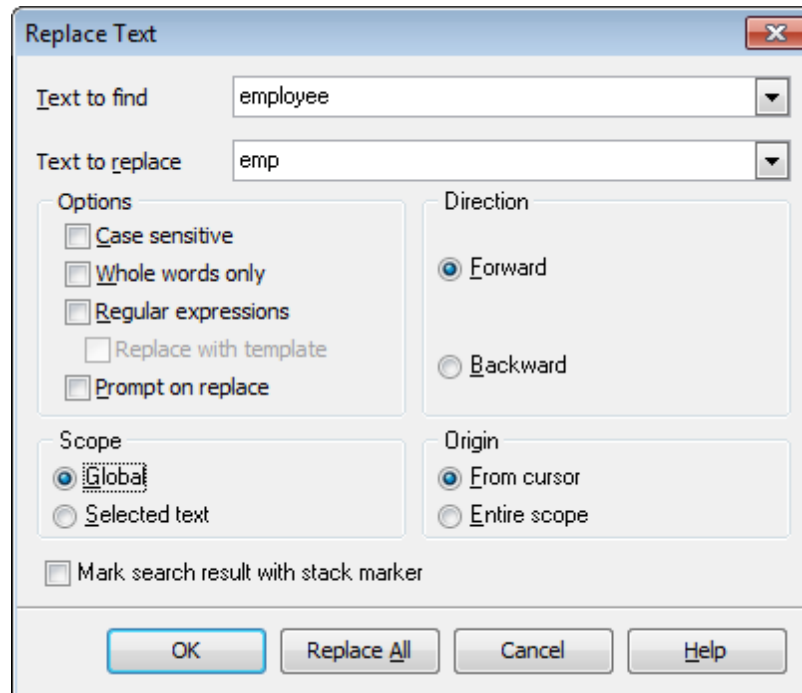 Replace Text
Text to find employee
Text to replace emp
Options
Case sensitive
Whole words only
Regular expressions
Replace with template
Prompt on replace
Direction
Forward
Backward
Scope
Global
Selected text
Origin
From cursor
Entire scope
Mark search result with stack marker
OK Replace All Cancel Help